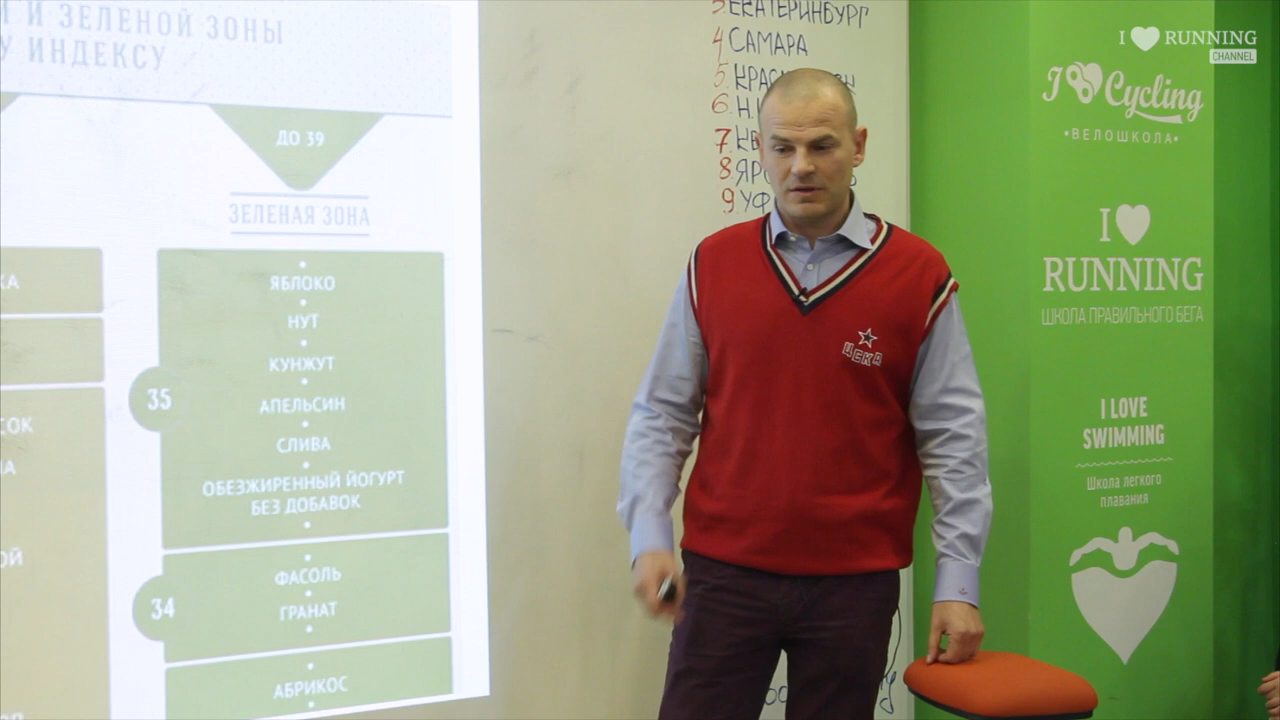 И ЗЕЛЕНОЙ ЗОНЫ
У ИНДЕКСУ
ДО 39
ЗЕЛЕНАЯ ЗОНА
35
ЯБЛОКО
НУТ
КУНЖУТ
АПЕЛЬСИН
СЛИВА
ОБЕЗЖИРЕННЫЙ ЙОГУРТ
БЕЗ ДОБАВОК
34
ФАСОЛЬ
ГРАНАТ
АБРИКОС
3. ЕКАТЕРИНБУРГ
4 САМАРА
5.
6.
7
8.
9
ЦСКА
I RUNNING
CHANNEL
I Cycling
•ВЕЛОШКОЛА•
I
RUNNING
ШКОЛА ПРАВИЛЬНОГО БЕГА
I LOVE
SWIMMING
Школа легкого
плавания